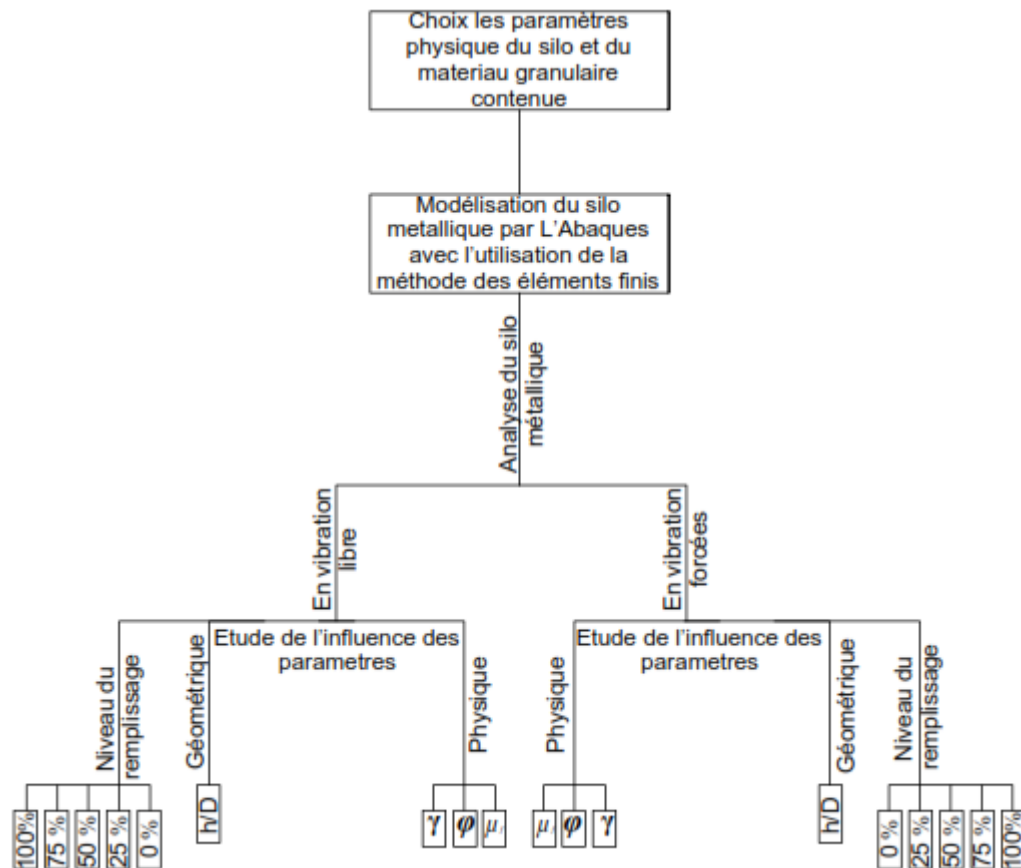 Choix les paramètres
physique du silo et du
materiau granulaire
contenue
Modélisation du silo
metallique par L'Abaques
avec l'utilisation de la
méthode des éléments finis
Analyse du silo
métallique
En vibration
libre
En vibration
forcées
Etude de l'influence des
parametres
Etude de l'influence des
parametres
Niveau du
remplissage
Géométrique
Physique
Physique
Géométrique
Niveau du
remplissage
100%
75 %
50 %
25 %
0 %
h/D
γ
φ
μ
μ
φ
γ
h/D
0 %
25 %
50 %
75 %
100%